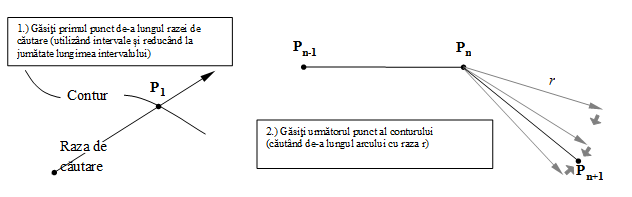 1.) Găsiți primul punct de-a lungul razei de
căutare (utilizând intervale și reducând la
jumătate lungimea intervalului)
Contur
P1
Raza de
căutare
Pn-1
Pn
r
2.) Găsiți următorul punct al conturului
(căutând de-a lungul arcului cu raza r)
Pn+1